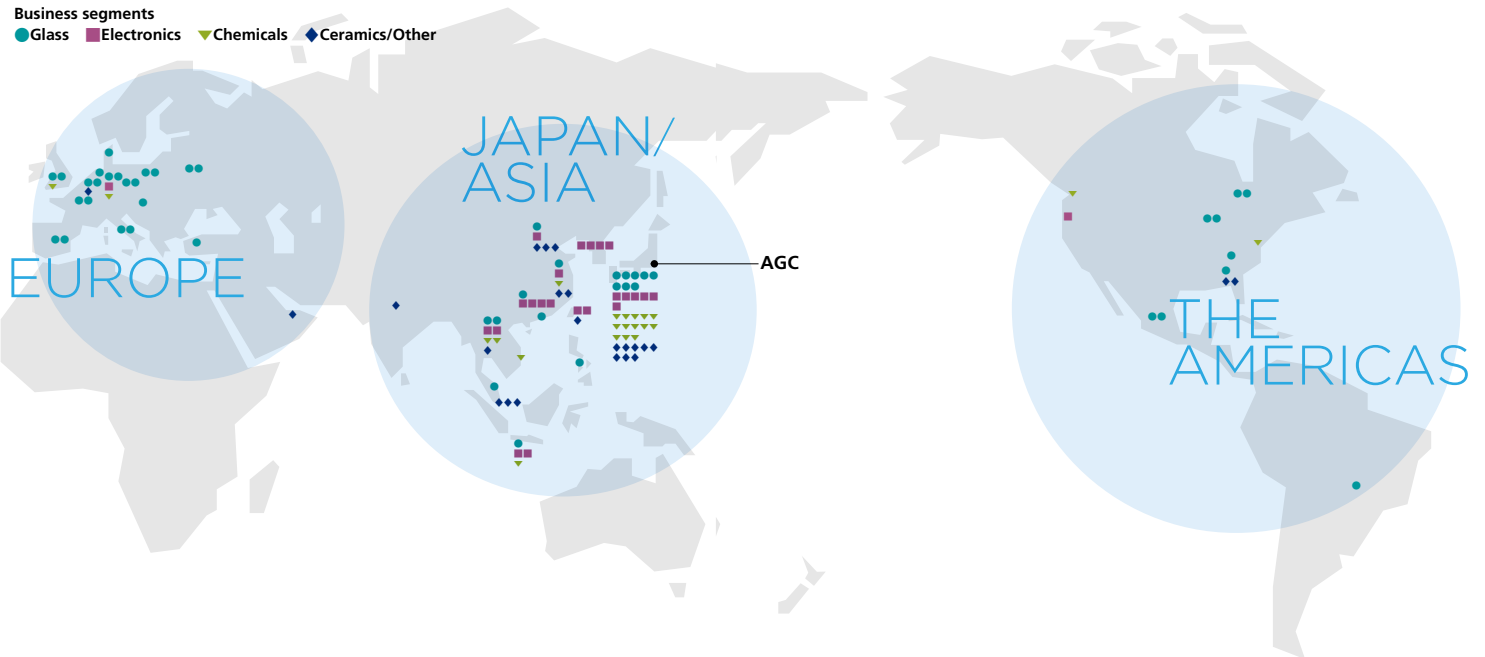 Business segments
Glass Electronics Chemicals Ceramics/Other
JAPAN/
ASIA
EUROPE
AGC
THE
AMERICAS